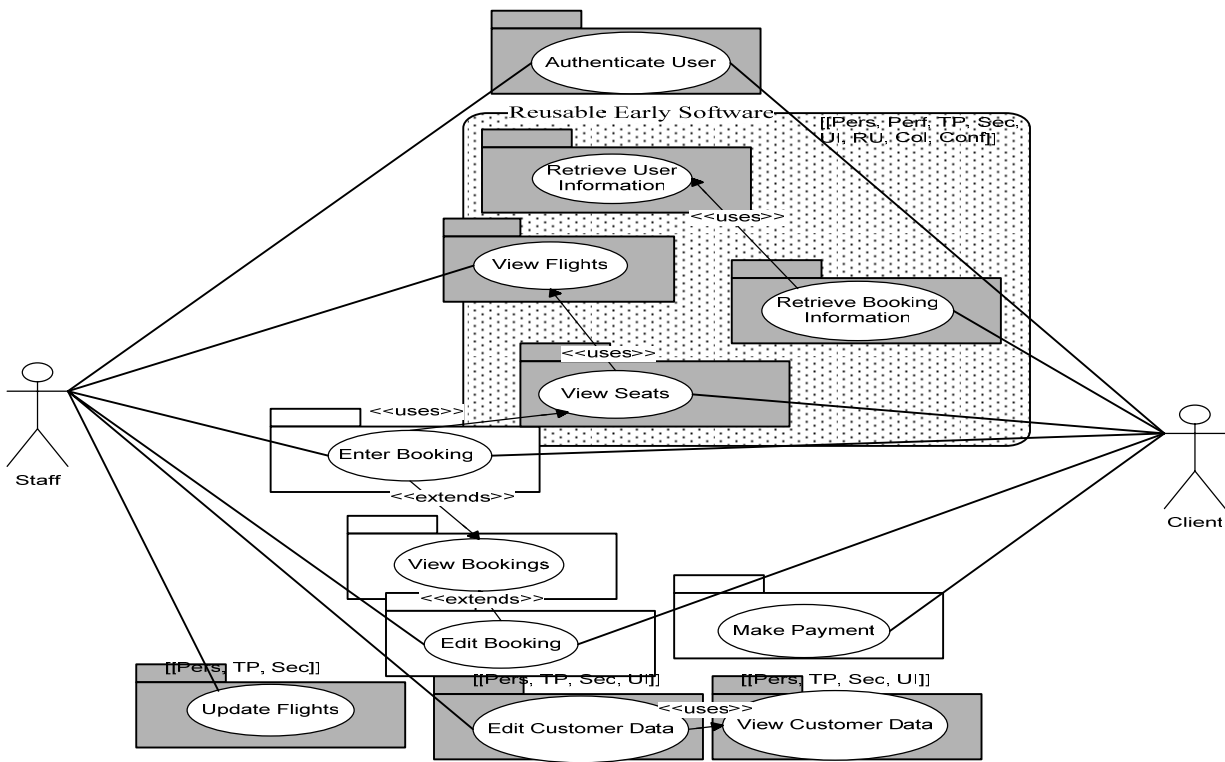 Authenticate User
Reusable Early Software
[[Pers, Perf, TP, Sec,
UI, RU, Col, Conf]]
Retrieve User
Information
<<uses>>
View Flights
Retrieve Booking
Information
<<uses>>
View Seats
<<uses>>
Enter Booking
Staff
<<extends>>
Client
View Bookings
<<extends>>
Edit Booking
Make Payment
[[Pers, TP, Sec]]
[[Pers, TP, Sec, UI]]
[[Pers, TP, Sec, UI]]
Update Flights
<<uses>>
Edit Customer Data
View Customer Data